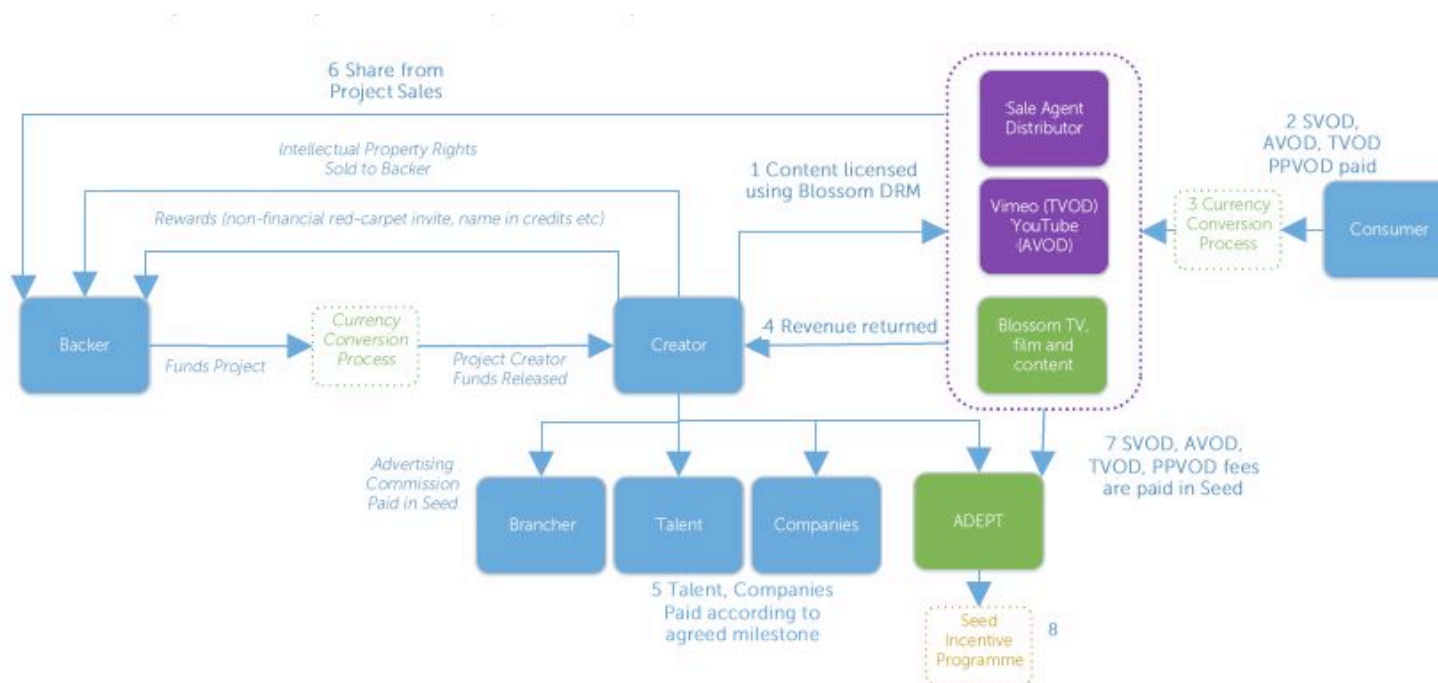 6 Share from
Project Sales
Intellectual Property Rights
Sold to Backer
Rewards (non-financial red-carpet invite, name in credits etc)
1 Content licensed
using Blossom DRM
Sale Agent
Distributor
Vimeo (TVOD)
YouTube
(AVOD)
Blossom TV,
film and
content
2 SVOD,
AVOD, TVOD
PPVOD paid
3 Currency
Conversion
Process
Consumer
Backer
Funds Project
Currency
Conversion
Process
Project Creator
Funds Released
Creator
4 Revenue returned
Advertising
Commission
Paid in Seed
Brancher
Talent
Companies
ADEPT
7 SVOD, AVOD,
TVOD, PPVOD fees
are paid in Seed
5 Talent, Companies
Paid according to
agreed milestone
Seed
Incentive
Programme
8